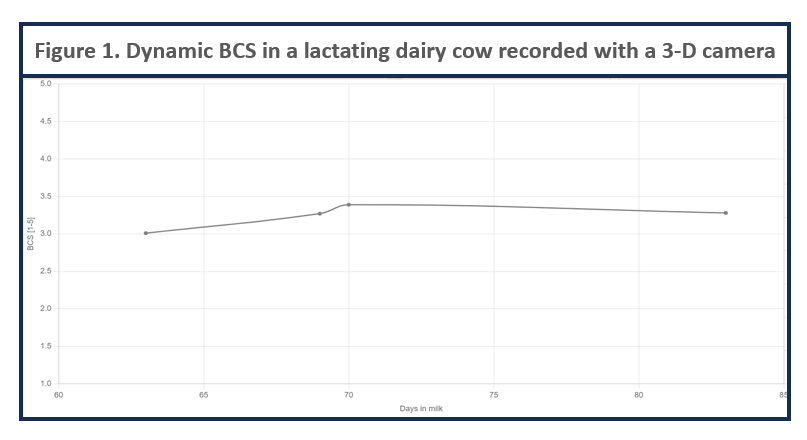 Figure 1. Dynamic BCS in a lactating dairy cow recorded with a 3-D camera
5.0
4.5
4.0
3.5
3.0
2.5
2.0
1.5
1.0
BCS [1-5]
60 65 70 75 80 85
Days in milk